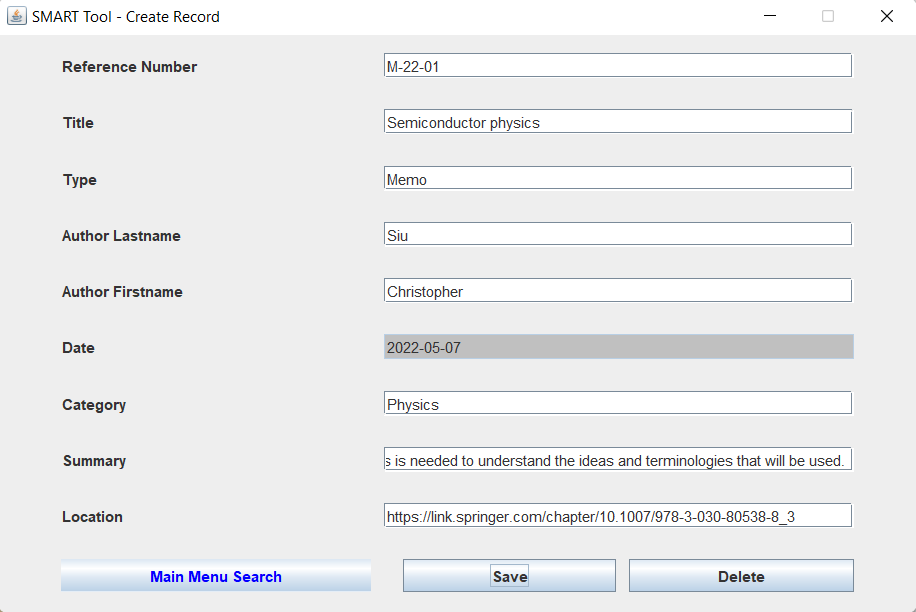 SMART Tool - Create Record
Reference Number M-22-01
Title Semiconductor physics
Type Memo
Author Lastname Siu
Author Firstname Christopher
Date 2022-05-07
Category Physics
Summary is needed to understand the ideas and terminologies that will be used.
Location https://link.springer.com/chapter/10.1007/978-3-030-80538-8_3
Main Menu Search Save Delete